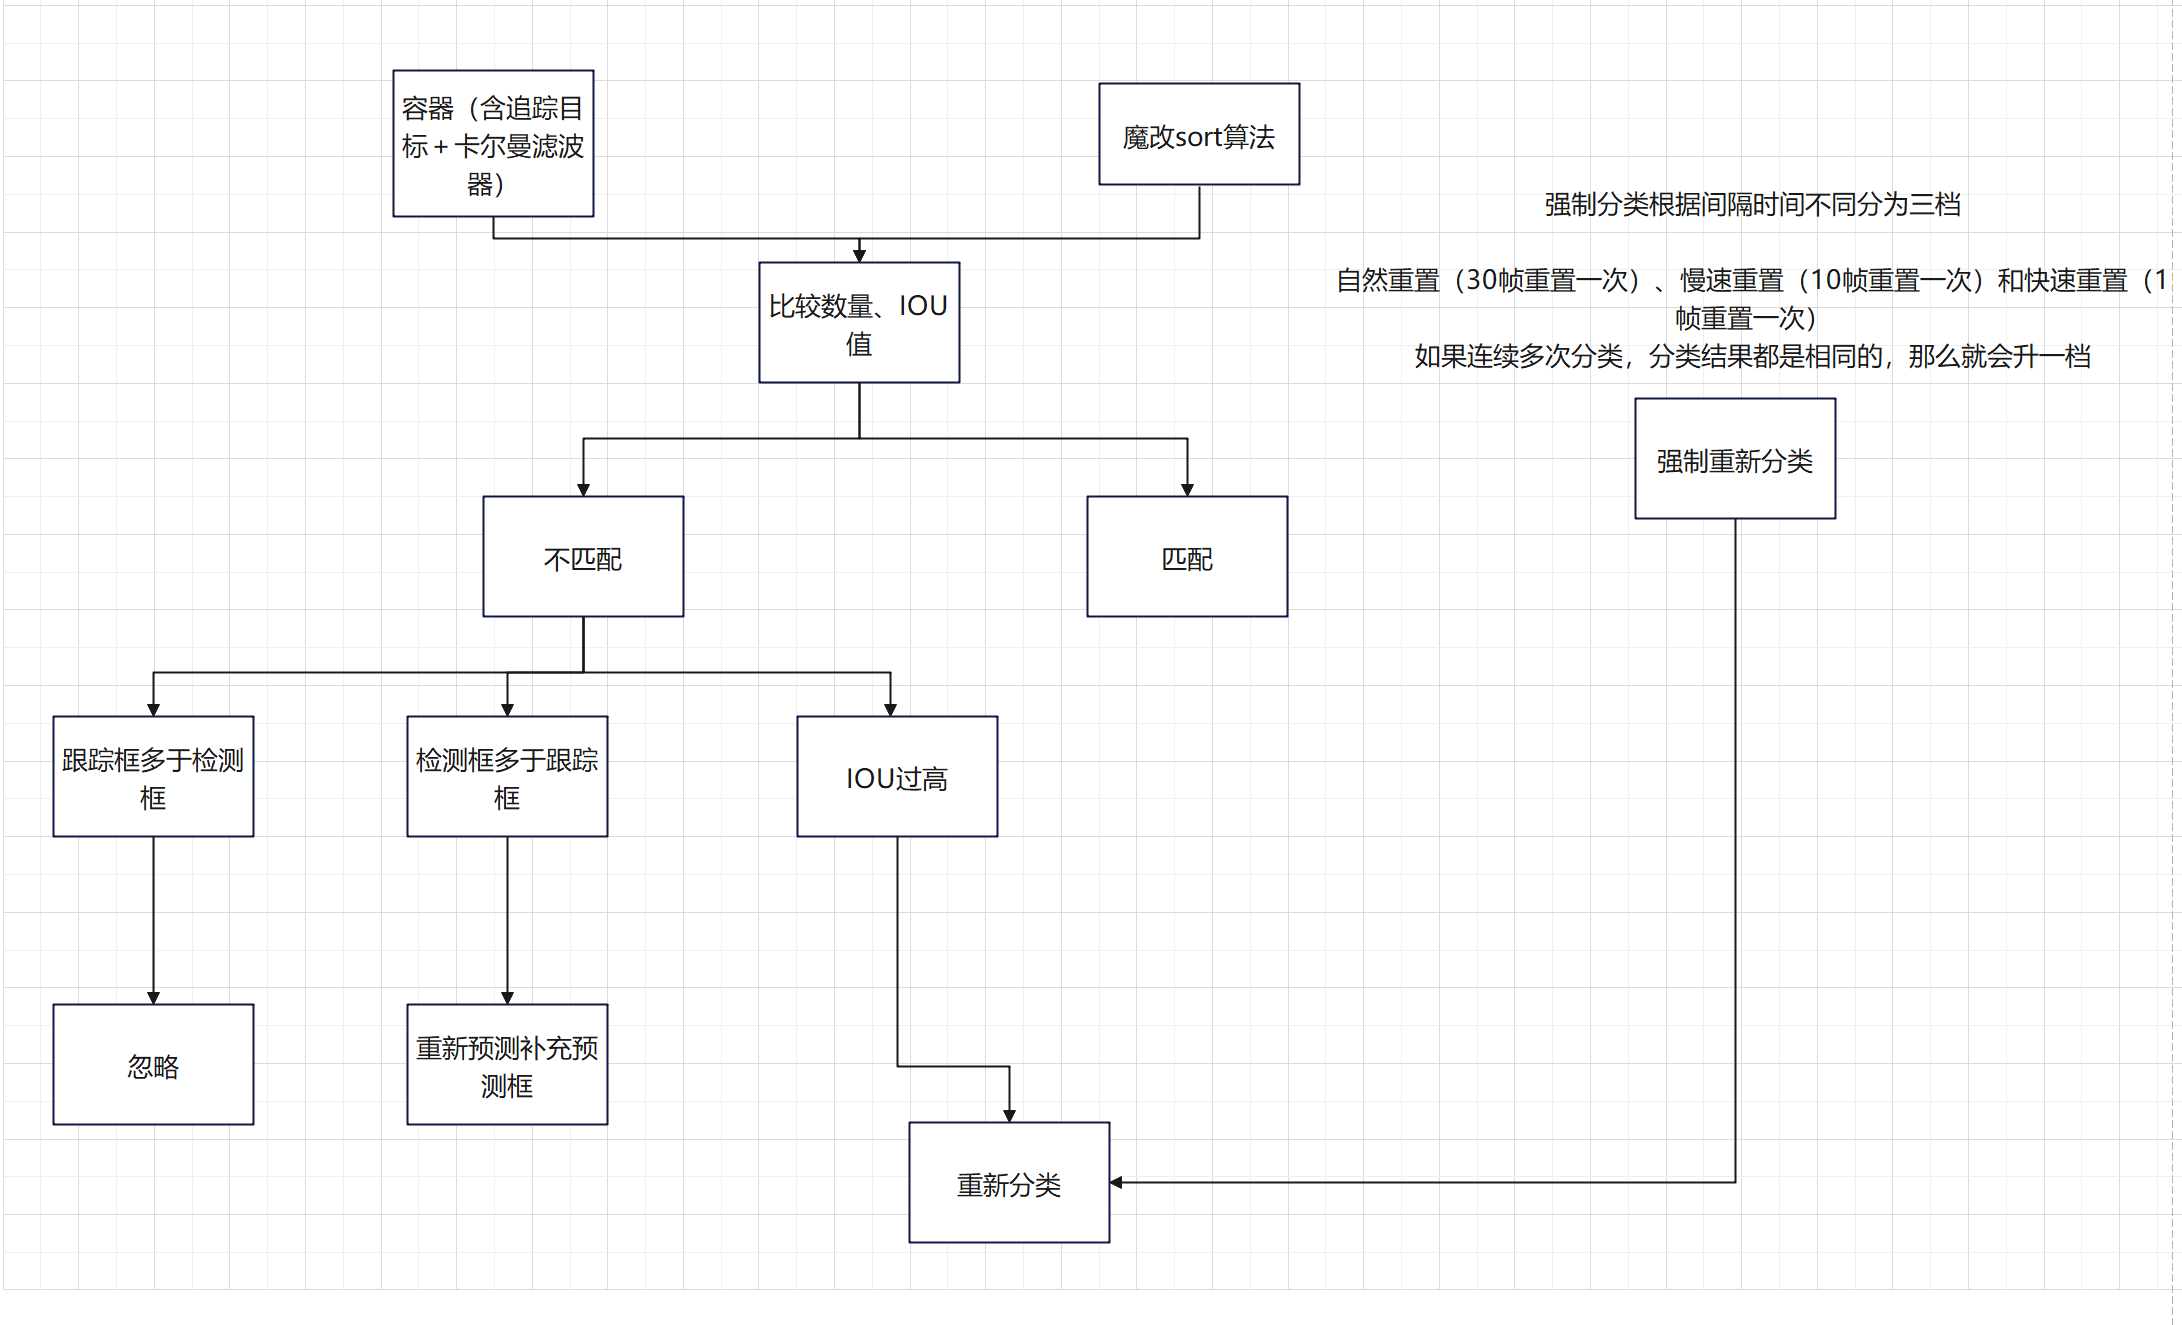 容器（含追踪目
标＋卡尔曼滤波
器）
魔改sort算法
强制分类根据间隔时间不同分为三档
自然重置（30帧重置一次）、慢速重置（10帧重置一次）和快速重置（1
帧重置一次）
如果连续多次分类，分类结果都是相同的，那么就会升一档
比较数量、IOU
值
强制重新分类
不匹配
匹配
跟踪框多于检测
框
检测框多于跟踪
框
IOU过高
忽略
重新预测补充预
测框
重新分类